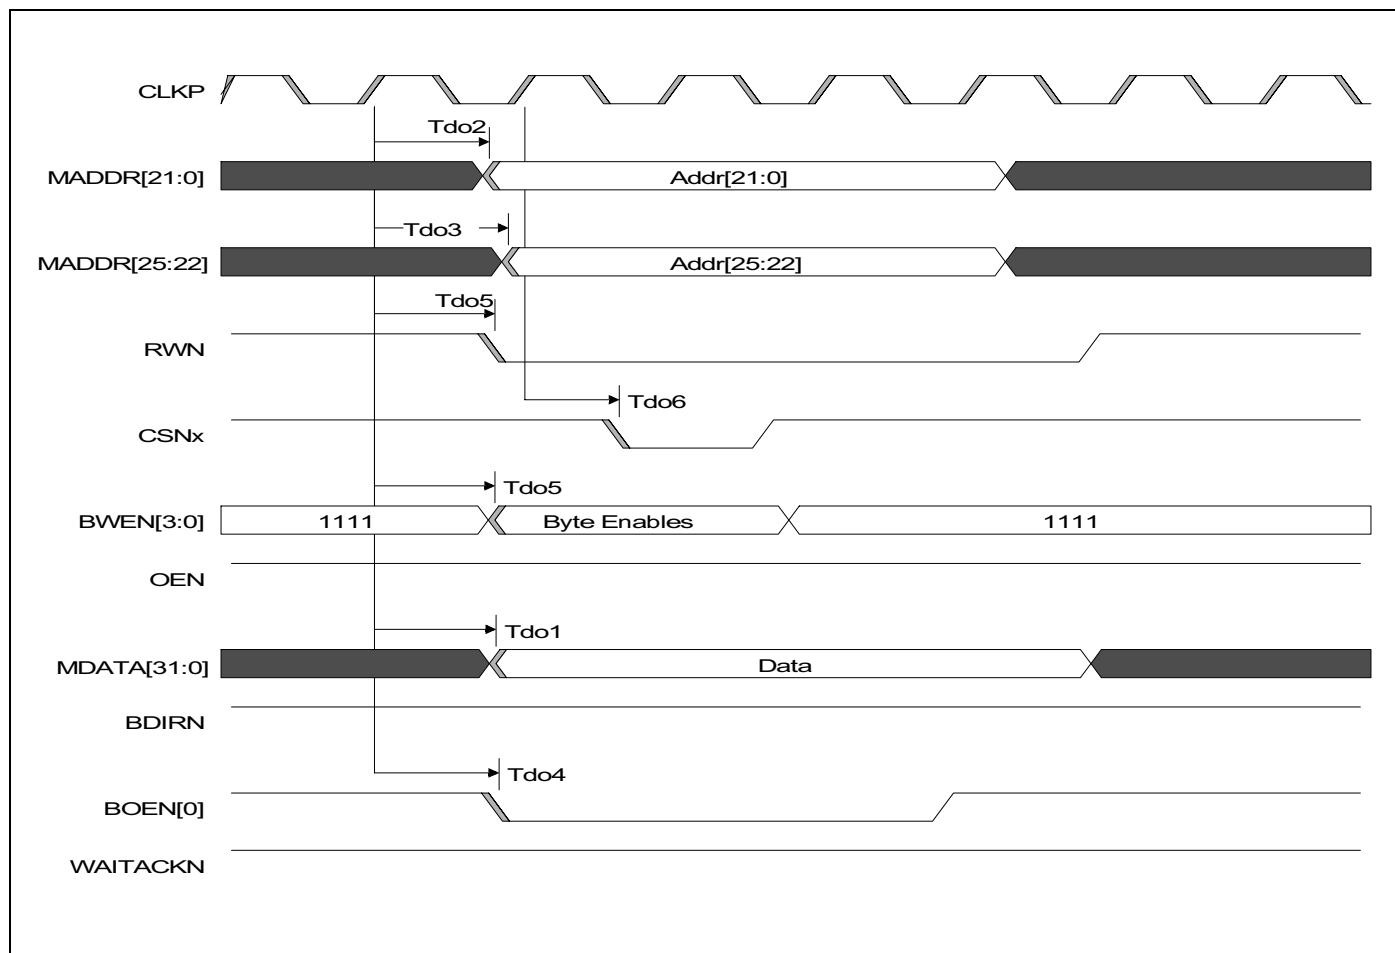 CLKP
Tdo2
MADDR[21:0] Addr[21:0]
Tdo3
MADDR[25:22] Addr[25:22]
Tdo5
RWN
Tdo6
CSNx
Tdo5
BWEN[3:0] 1111 Byte Enables 1111
OEN
Tdo1
MDATA[31:0] Data
BDIRN
Tdo4
BOEN[0]
WAITACKN